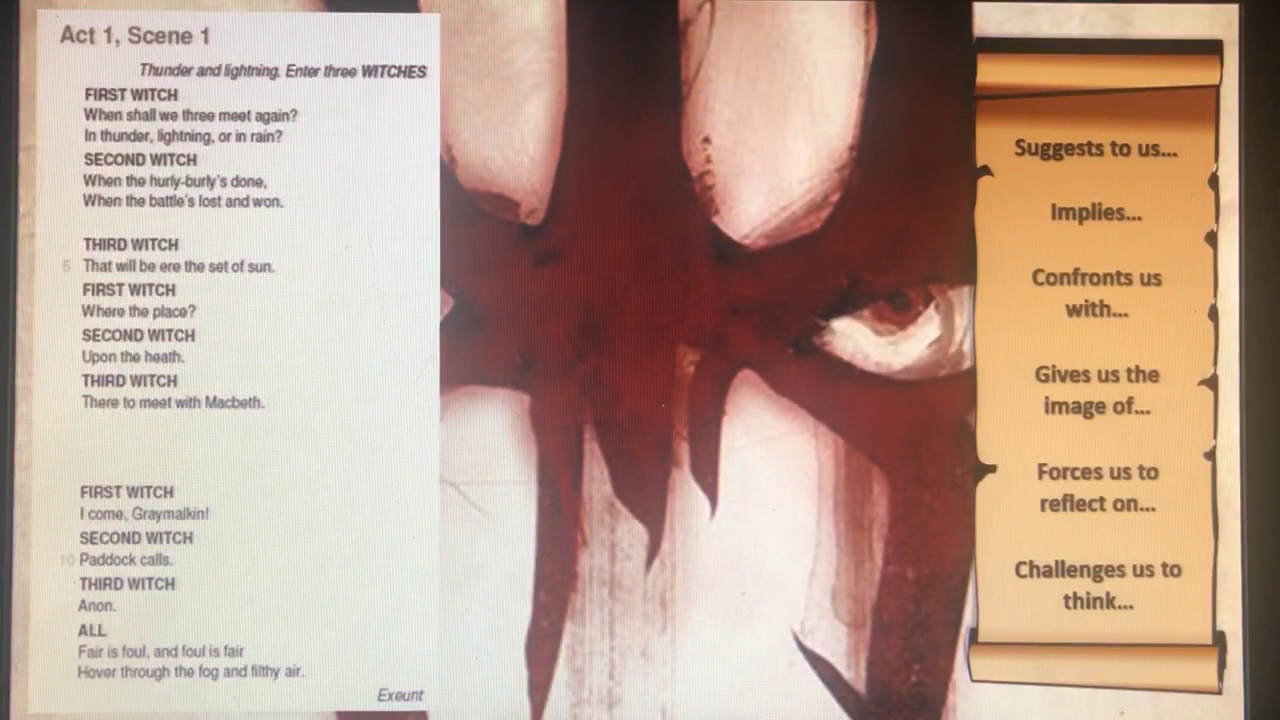 Act 1, Scene 1
Thunder and lightning. Enter three WITCHES
FIRST WITCH
When shall we three meet again?
In thunder, lightning, or in rain?
SECOND WITCH
When the hurly-burly's done,
When the battle's lost and won.
THIRD WITCH
5 That will be ere the set of sun.
FIRST WITCH
Where the place?
SECOND WITCH
Upon the heath.
THIRD WITCH
There to meet with Macbeth.
FIRST WITCH
I come, Graymalkin!
SECOND WITCH
10 Paddock calls.
THIRD WITCH
Anon.
ALL
Fair is foul, and foul is fair
Hover through the fog and filthy air.
Exeunt
Suggests to us...
Implies...
Confronts us
with...
Gives us the
image of...
Forces us to
reflect on...
Challenges us to
think...